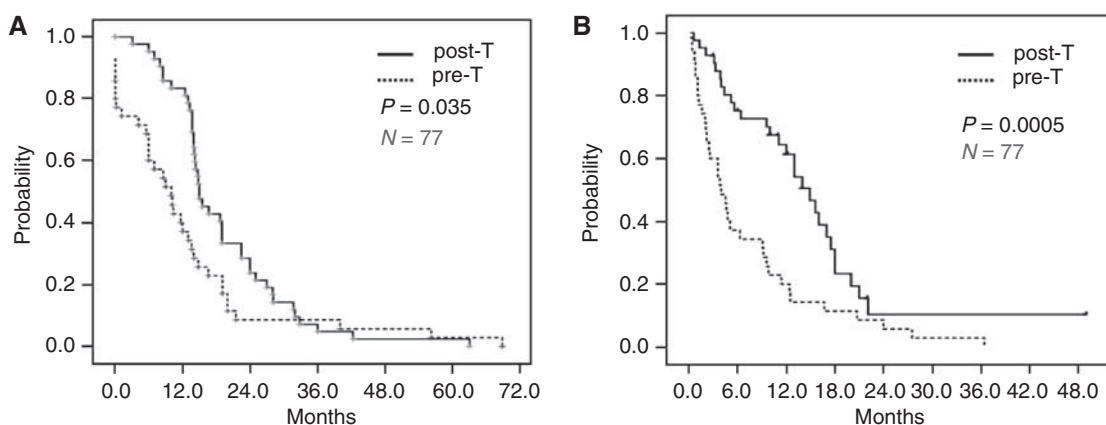 A
Probability
1.0
0.8
0.6
0.4
0.2
0.0
post-T
pre-T
P = 0.035
N = 77
0.0 12.0 24.0 36.0 48.0 60.0 72.0
Months
B
Probability
1.0
0.8
0.6
0.4
0.2
0.0
post-T
pre-T
P = 0.0005
N = 77
0.0 6.0 12.0 18.0 24.0 30.0 36.0 42.0 48.0
Months